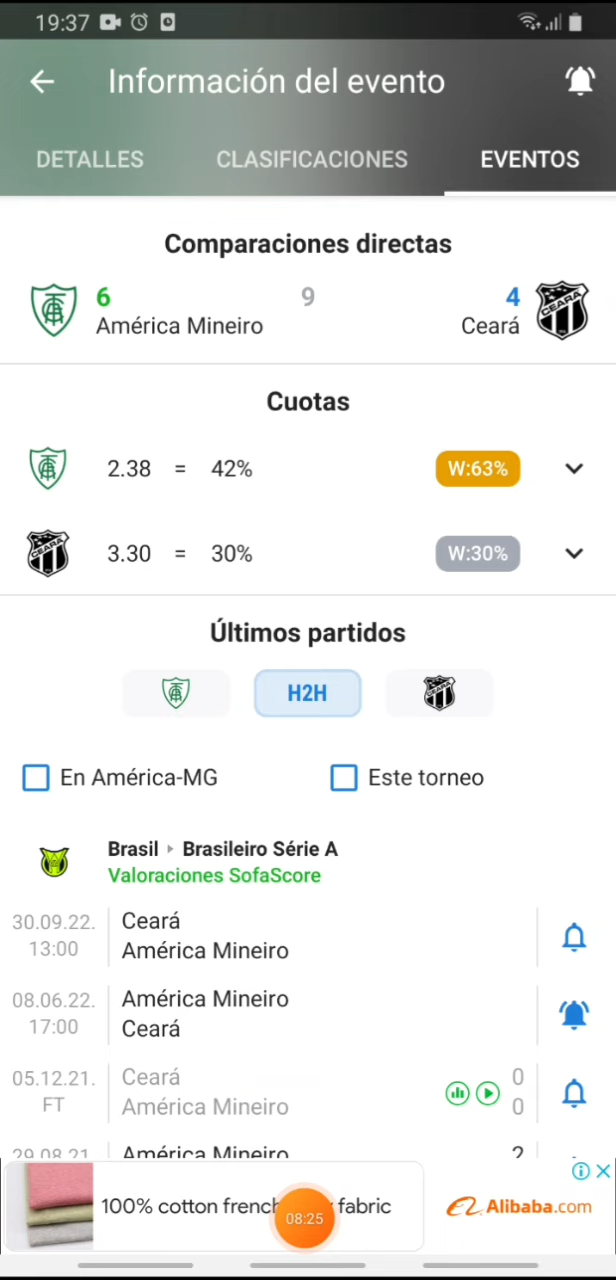 19:37
Información del evento
DETALLES CLASIFICACIONES EVENTOS
Comparaciones directas
6 9 4
América Mineiro Ceará
CEARÁ
Cuotas
2.38 = 42% W:63%
3.30 = 30% W:30%
CEARÁ
Últimos partidos
H2H
CEARÁ
En América-MG Este torneo
Brasil Brasileiro Série A
Valoraciones SofaScore
30.09.22. Ceará
13:00 América Mineiro
08.06.22. América Mineiro
17:00 Ceará
05.12.21. Ceará 0
FT América Mineiro 0
29.08.21. América Mineiro 2
100% cotton french fabric
08:25
Alibaba.com